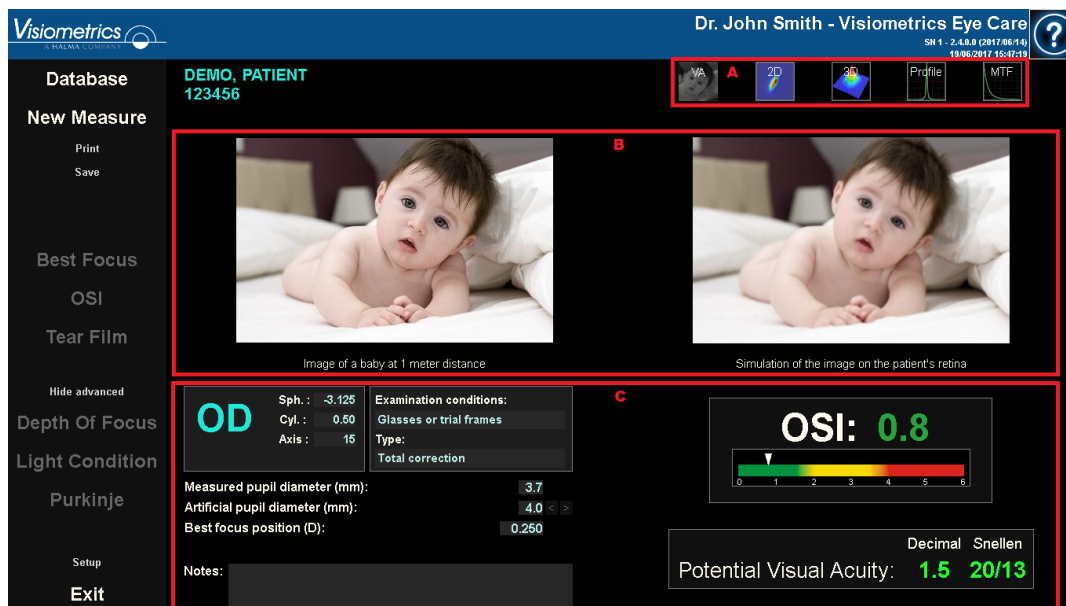 Visiometrics
A HALMA COMPANY
Dr. John Smith - Visiometrics Eye Care
SN 1 - 2.4.0.0 (2017/06/14)
19/06/2017 15:47:19
?
Database
New Measure
Print
Save
Best Focus
OSI
Tear Film
Hide advanced
Depth Of Focus
Light Condition
Purkinje
Setup
Exit
DEMO, PATIENT
123456
VA A 2D 3D Profile MTF
B
Image of a baby at 1 meter distance
Simulation of the image on the patient's retina
C
OD
Sph. : -3.125
Cyl. : 0.50
Axis : 15
Examination conditions:
Glasses or trial frames
Type:
Total correction
Measured pupil diameter (mm): 3.7
Artificial pupil diameter (mm): 4.0 < >
Best focus position (D): 0.250
Notes:
OSI: 0.8
0 1 2 3 4 5 6
Decimal Snellen
Potential Visual Acuity: 1.5 20/13